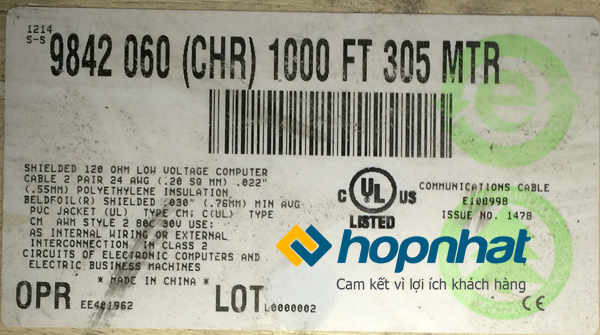 1214
S-S
9842 060 (CHR) 1000 FT 305 MTR
e
SHIELDED 120 OHM LOW VOLTAGE COMPUTER
CABLE 2 PAIR 24 AWG (.20 SQ MM) .022"
(.55MM) POLYETHYLENE INSULATION
BELDFOIL(R) SHIELDED .030" (.76MM) MIN AVG
PVC JACKET (UL) TYPE CM; C(UL) TYPE
CM AWM STYLE 2 80C 30V USE:
AS INTERNAL WIRING OR EXTERNAL
INTERCONNECTION IN CLASS 2
CIRCUITS OF ELECTRONIC COMPUTERS AND
ELECTRIC BUSINESS MACHINES
* MADE IN CHINA *
C UL US
LISTED
COMMUNICATIONS CABLE
E108998
ISSUE NO. 1478
hopnhat
Cam kết vì lợi ích khách hàng
OPR EE401962 LOT L0000002
CE